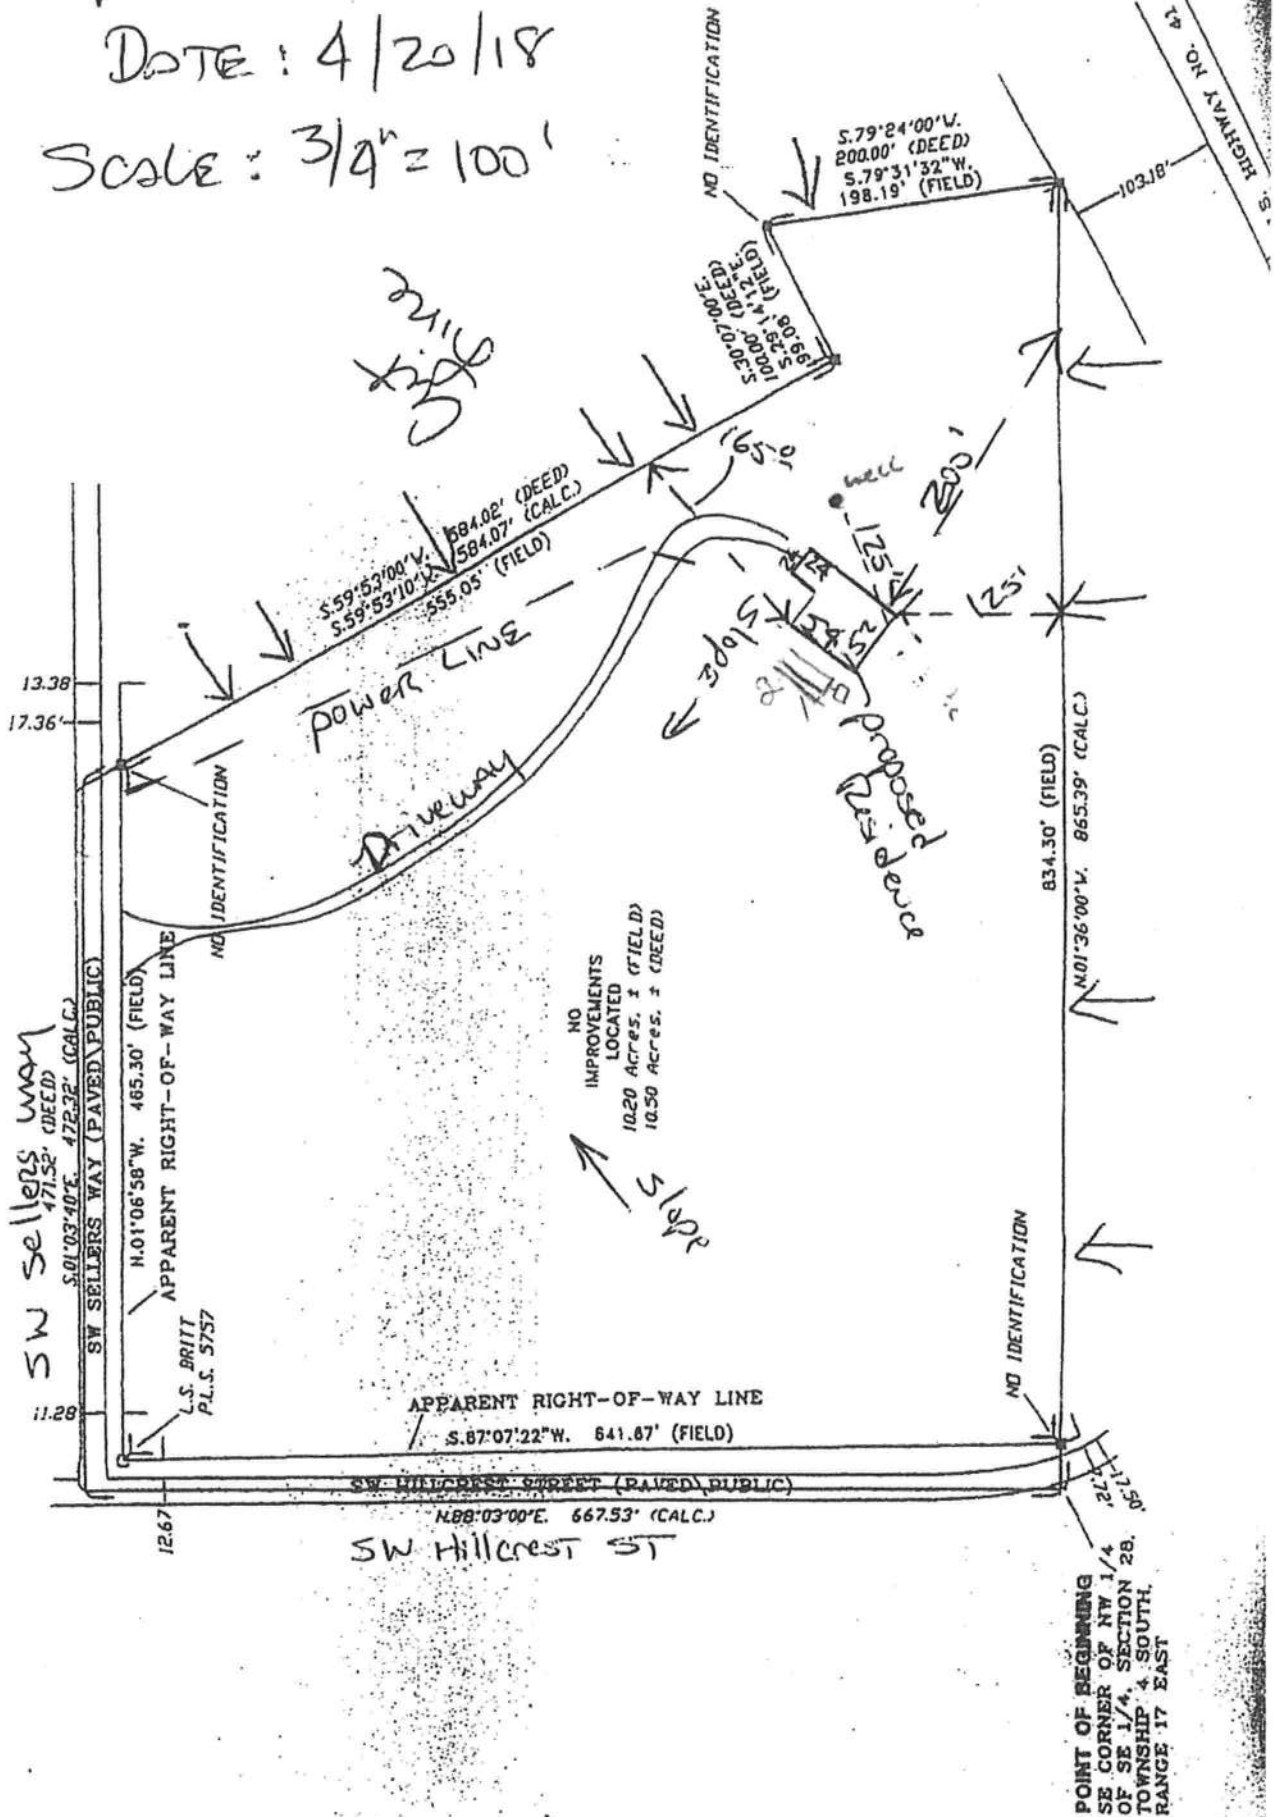 DATE: 4/20/18
SCALE: 3/4" = 100'
NO IDENTIFICATION
S.79°24'00"W.
200.00' (DEED)
S.79°31'32"W.
198.19' (FIELD)
HIGHWAY NO.
103.18'
S.30°07'00"E.
100.00' (DEED)
S.29°14'12"E.
99.08' (FIELD)
S.59°53'00"W. 584.02' (DEED)
S.59°53'10"W. 584.07' (CALC.)
555.05' (FIELD)
well
125'
200'
125'
24
Slope
POWER LINE
Driveway
proposed
Residence
13.38
17.36'
NO IDENTIFICATION
SW Sellers way
471.52' (DEED)
S.01°03'40"E. 472.32' (CALC.)
SW SELLERS WAY (PAVED\PUBLIC)
N.01°06'58"W. 465.30' (FIELD)
APPARENT RIGHT-OF-WAY LINE
L.S. BRITT
P.L.S. 5757
11.28
NO
IMPROVEMENTS
LOCATED
10.20 Acres. ± (FIELD)
10.50 Acres. ± (DEED)
Slope
834.30' (FIELD)
N.01°36'00"W. 865.39' (CALC.)
NO IDENTIFICATION
APPARENT RIGHT-OF-WAY LINE
S.87°07'22"W. 641.67' (FIELD)
SW HILLCREST STREET (PAVED\PUBLIC)
N.88°03'00"E. 667.53' (CALC.)
SW Hillcrest ST
12.67
POINT OF BEGINNING
SE CORNER OF NW 1/4
OF SE 1/4, SECTION 28,
TOWNSHIP 4 SOUTH,
RANGE 17 EAST